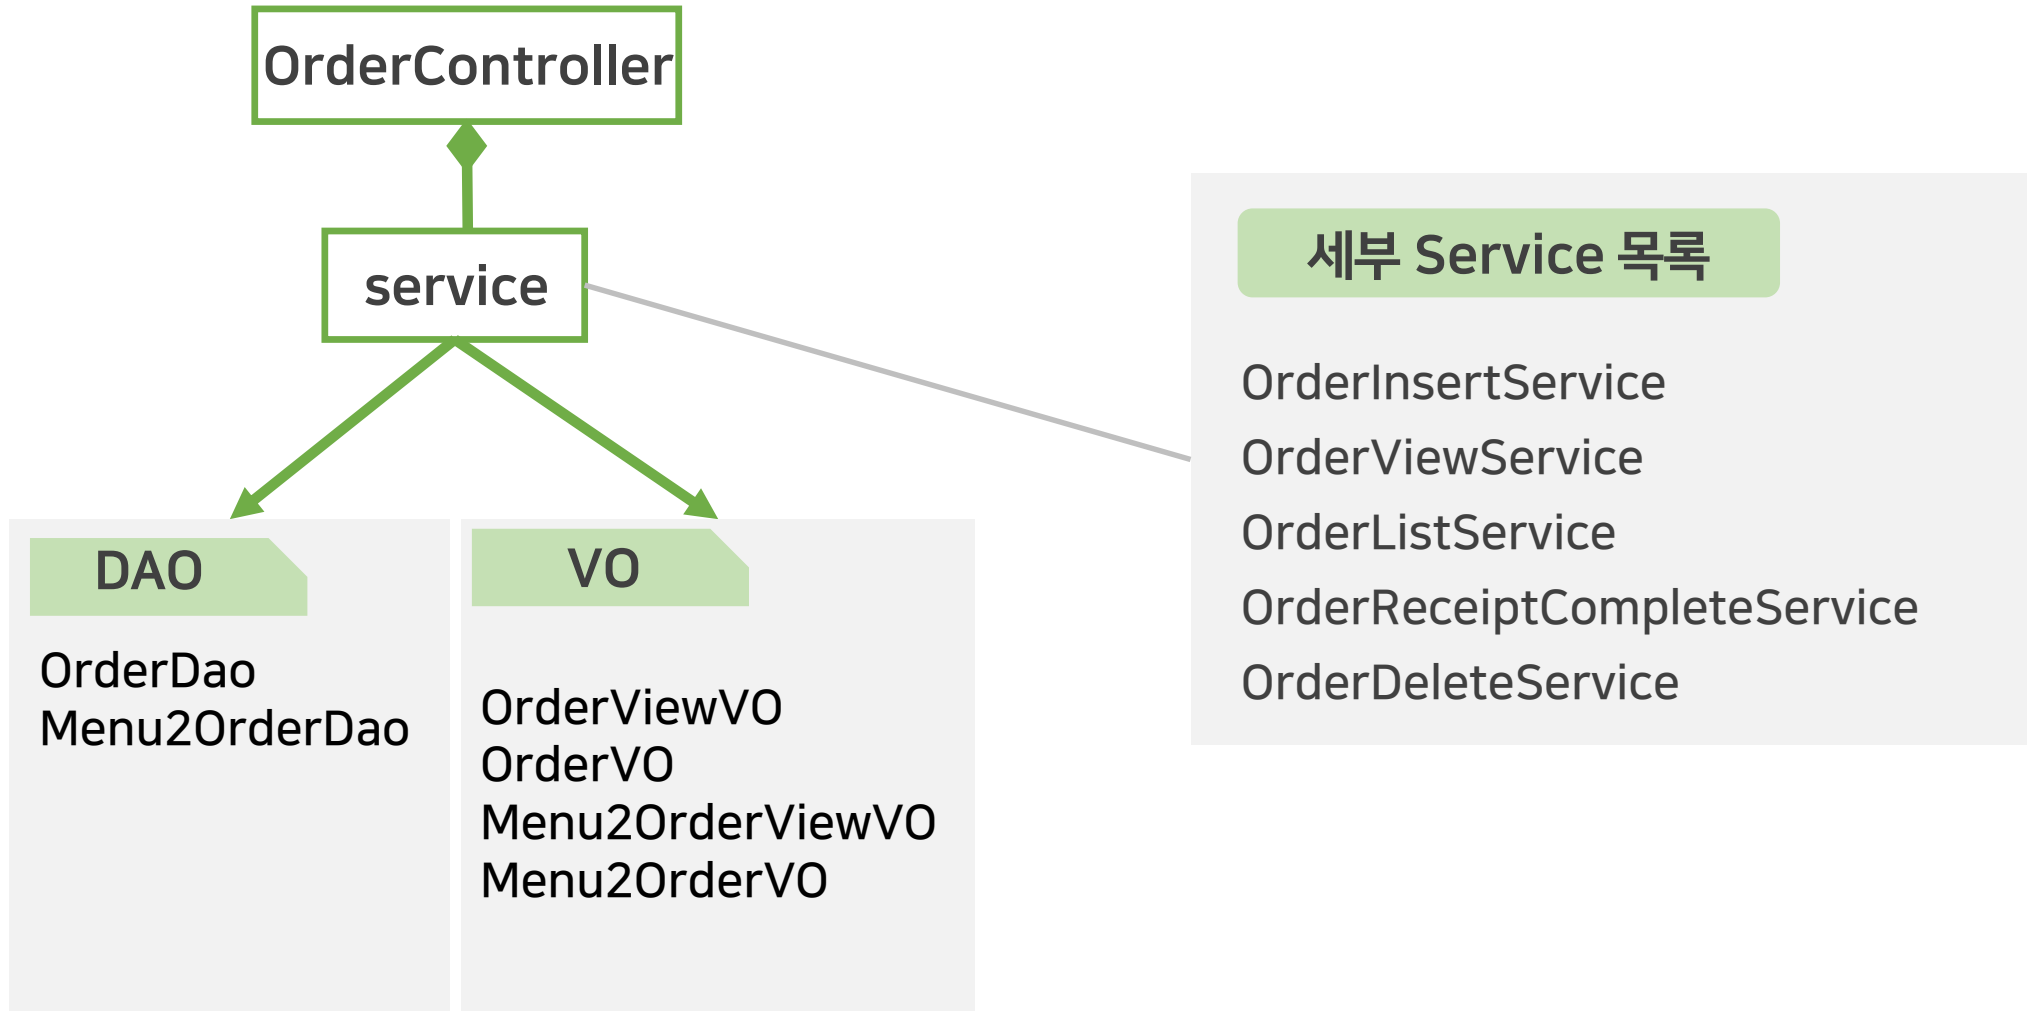 OrderController
service
세부 Service 목록
OrderInsertService
OrderViewService
OrderListService
OrderReceiptCompleteService
OrderDeleteService
DAO
OrderDao
Menu2OrderDao
VO
OrderViewVO
OrderVO
Menu2OrderViewVO
Menu2OrderVO